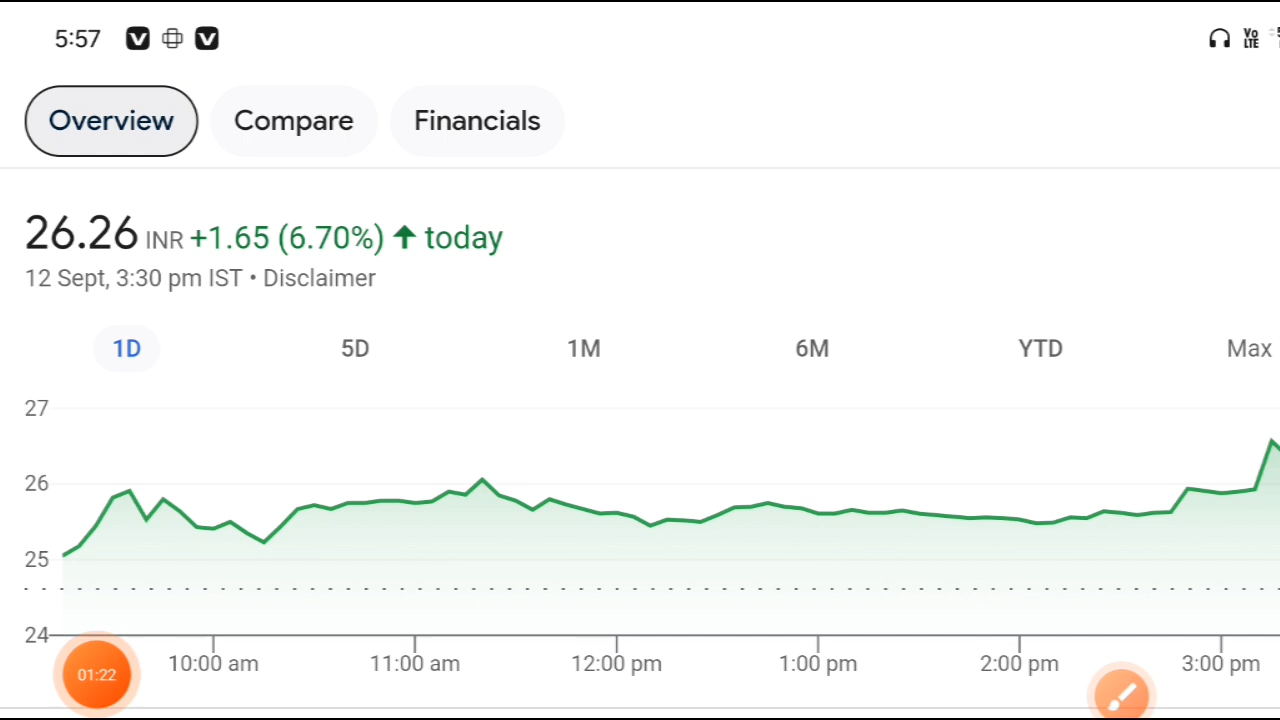 5:57 Vo LTE
Overview Compare Financials
26.26 INR +1.65 (6.70%) ↑ today
12 Sept, 3:30 pm IST • Disclaimer
1D 5D 1M 6M YTD Max
27
26
25
24
10:00 am 11:00 am 12:00 pm 1:00 pm 2:00 pm 3:00 pm
01:22